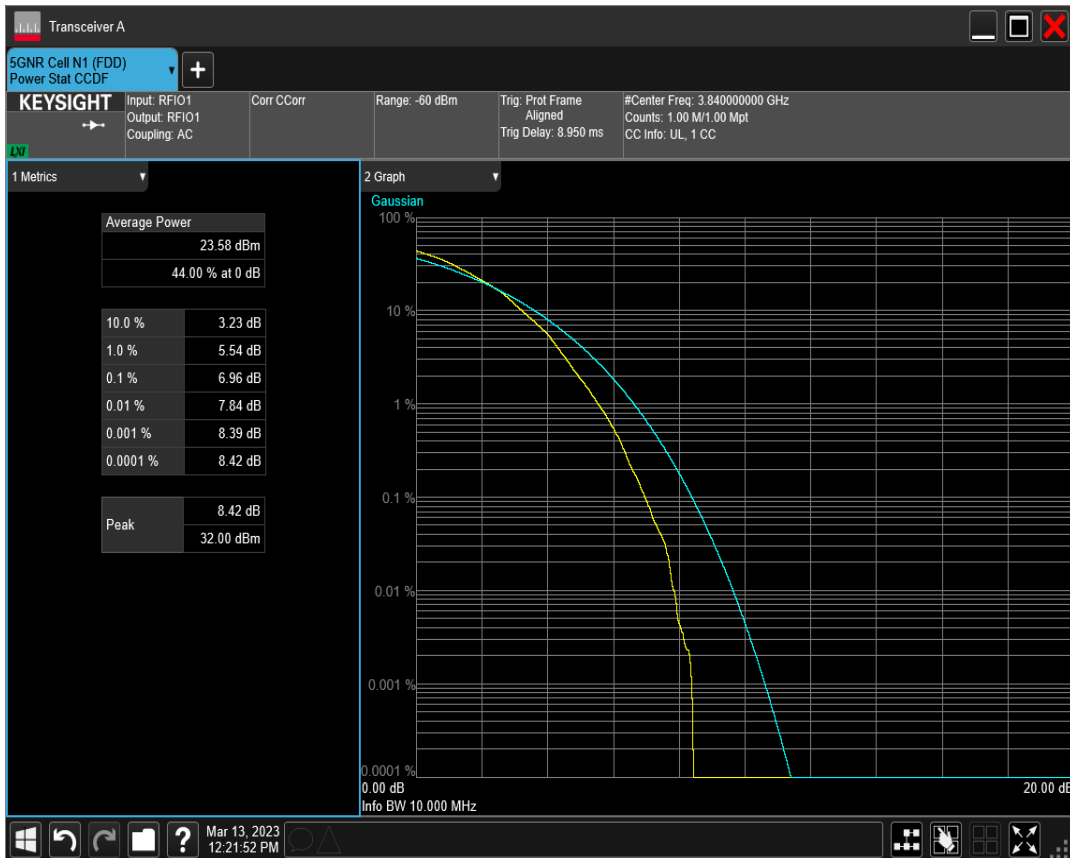 Transceiver A
5GNR Cell N1 (FDD)
Power Stat CCDF
+
KEYSIGHT
LXI
Input: RFIO1
Output: RFIO1
Coupling: AC
Corr CCorr
Range: -60 dBm
Trig: Prot Frame
Aligned
Trig Delay: 8.950 ms
#Center Freq: 3.840000000 GHz
Counts: 1.00 M/1.00 Mpt
CC Info: UL, 1 CC
1 Metrics
Average Power
23.58 dBm
44.00 % at 0 dB
10.0 % 3.23 dB
1.0 % 5.54 dB
0.1 % 6.96 dB
0.01 % 7.84 dB
0.001 % 8.39 dB
0.0001 % 8.42 dB
Peak 8.42 dB
32.00 dBm
2 Graph
Gaussian
100 %
10 %
1 %
0.1 %
0.01 %
0.001 %
0.0001 %
0.00 dB 20.00 dB
Info BW 10.000 MHz
?
Mar 13, 2023
12:21:52 PM